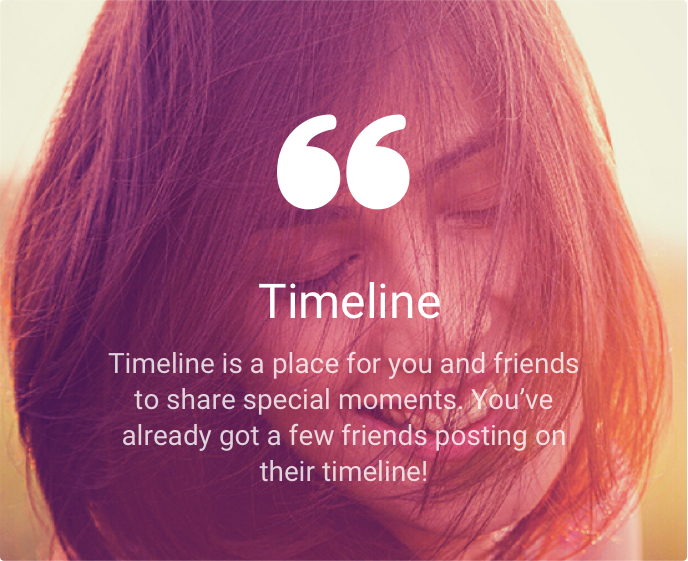 Timeline
Timeline is a place for you and friends
to share special moments. You’ve
already got a few friends posting on
their timeline!